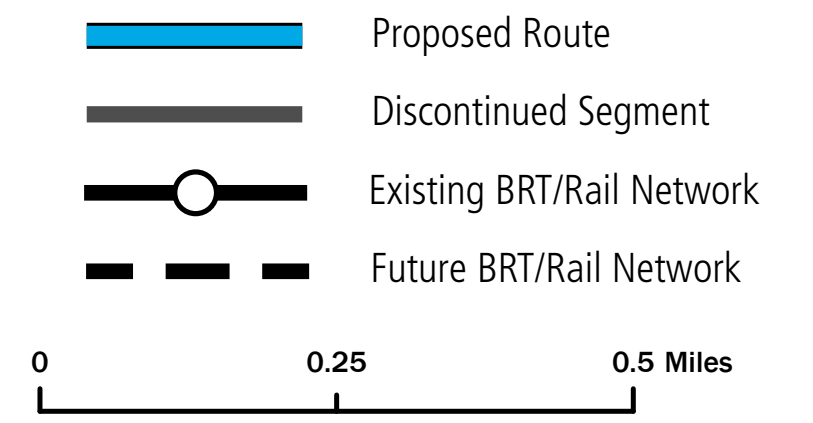 Proposed Route
Discontinued Segment
Existing BRT/Rail Network
Future BRT/Rail Network
0 0.25 0.5 Miles